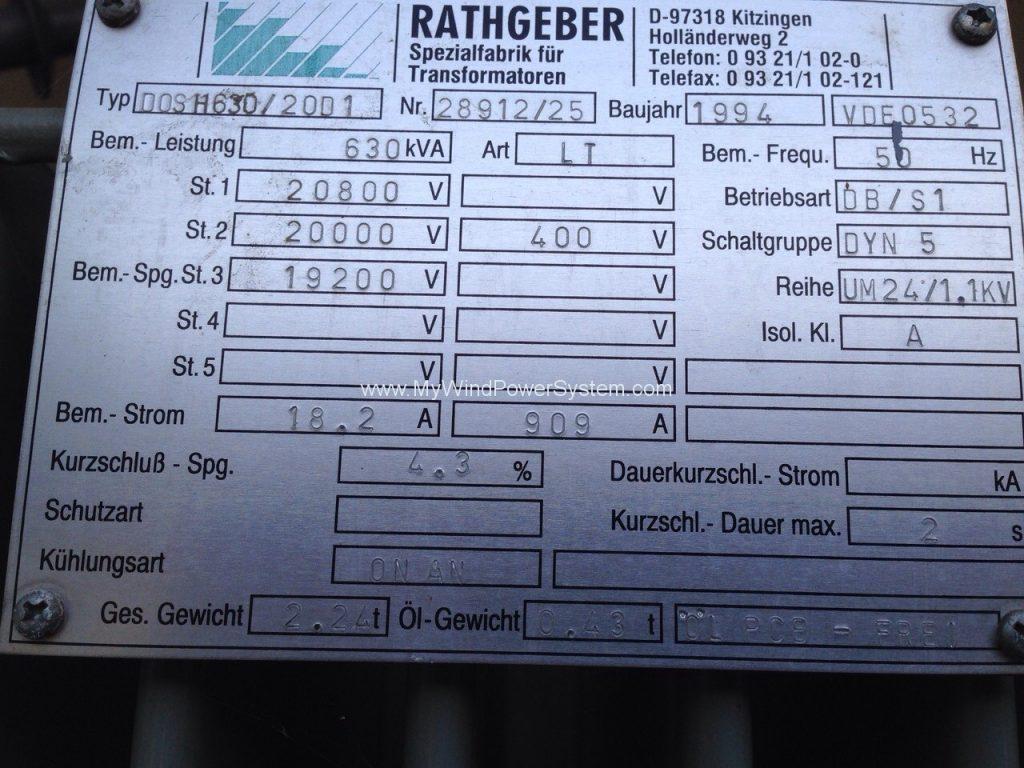 RATHGEBER
Spezialfabrik für
Transformatoren
D-97318 Kitzingen
Holländerweg 2
Telefon: 0 93 21/1 02-0
Telefax: 0 93 21/1 02-121
Typ DOSH630/20D1 Nr. 28912/25 Baujahr 1994 VDE0532
Bem.- Leistung 630 kVA Art LT Bem.- Frequ. 50 Hz
St. 1 20800 V V Betriebsart DB/S1
St. 2 20000 V 400 V Schaltgruppe DYN 5
Bem.- Spg. St. 3 19200 V V Reihe UM24/1.1KV
St. 4 V V Isol. Kl. A
St. 5 V V
www.MyWindPowerSystem.com
Bem.- Strom 18.2 A 909 A
Kurzschluß - Spg. 4.3 % Dauerkurzschl.- Strom kA
Schutzart Kurzschl.- Dauer max. 2 s
Kühlungsart ONAN
Ges. Gewicht 2.24 t Öl-Gewicht 0.43 t ÖL PCB - FREI